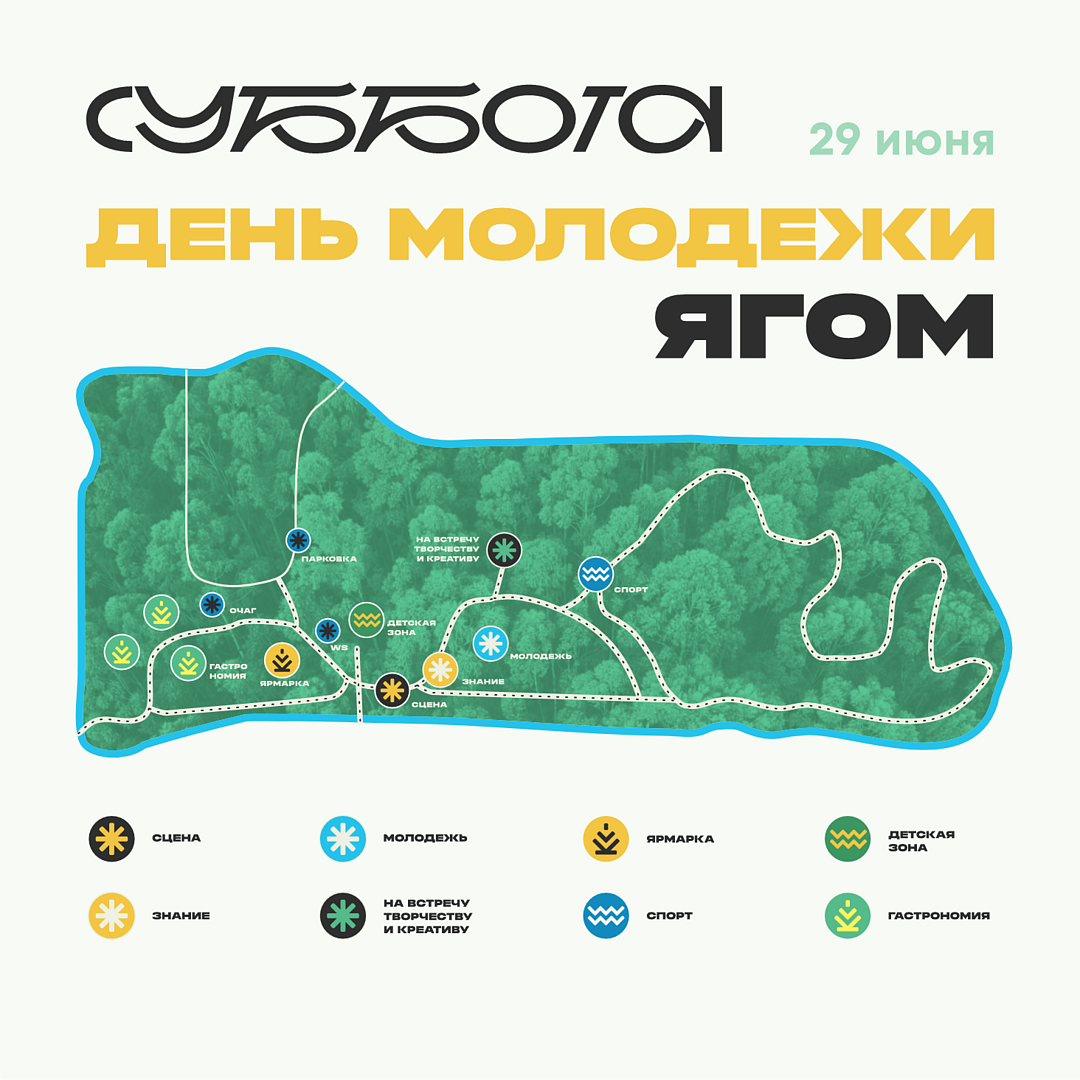 СУББОТА
29 июня
ДЕНЬ МОЛОДЕЖИ
ЯГОМ
ПАРКОВКА
НА ВСТРЕЧУ
ТВОРЧЕСТВУ
И КРЕАТИВУ
СПОРТ
ОЧАГ
ДЕТСКАЯ
ЗОНА
WS
МОЛОДЕЖЬ
ГАСТРО
НОМИЯ
ЯРМАРКА
ЗНАНИЕ
СЦЕНА
СЦЕНА
МОЛОДЕЖЬ
ЯРМАРКА
ДЕТСКАЯ
ЗОНА
ЗНАНИЕ
НА ВСТРЕЧУ
ТВОРЧЕСТВУ
И КРЕАТИВУ
СПОРТ
ГАСТРОНОМИЯ